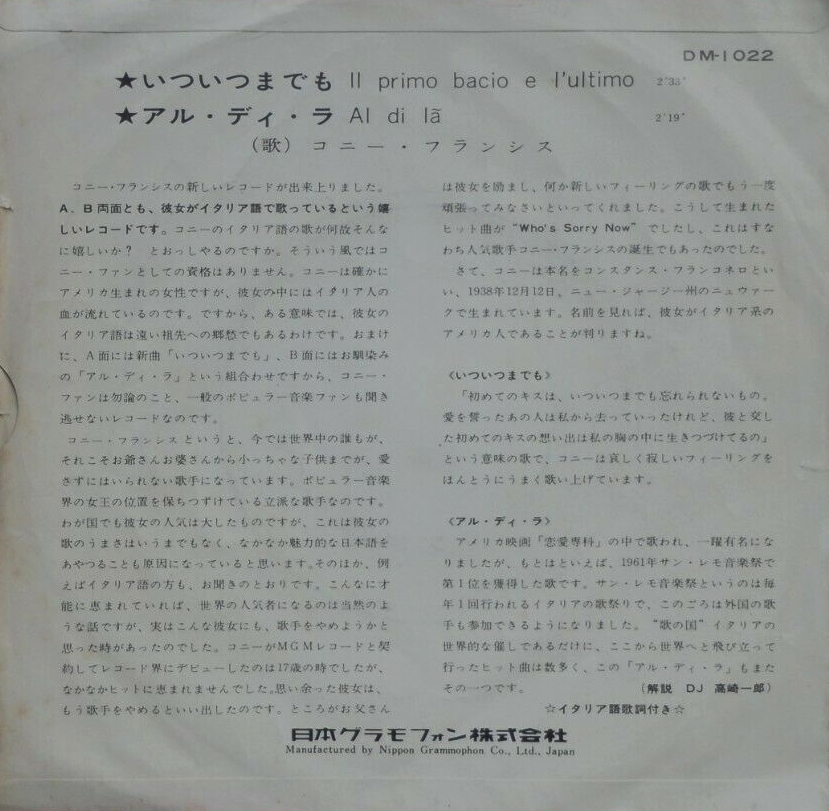 DM-1022
★いついつまでも Il primo bacio e l'ultimo 2'33"
★アル・ディ・ラ Al di lã 2'19"
(歌) コニー・フランシス
コニー・フランシスの新しいレコードが出来上りました。
A、B両面とも、彼女がイタリア語で歌っているという嬉
しいレコードです。コニーのイタリア語の歌が何故そんな
に嬉しいか? とおっしやるのですか。そういう風ではコ
ニー・ファンとしての資格はありません。コニーは確かに
アメリカ生まれの女性ですが、彼女の中にはイタリア人の
血が流れているのです。ですから、ある意味では、彼女の
イタリア語は遠い祖先への郷愁でもあるわけです。おまけ
に、A面には新曲「いついつまでも」、B面にはお馴染み
の「アル・ディ・ラ」という組合わせですから、コニー・
ファンは勿論のこと、一般のポピュラー音楽ファンも聞き
逃せないレコードなのです。
コニー・フランシスというと、今では世界中の誰もが、
それこそお爺さんお婆さんから小っちゃな子供までが、愛
さずにはいられない歌手になっています。ポピュラー音楽
界の女王の位置を保ちつずけている立派な歌手なのです。
わが国でも彼女の人気は大したものですが、これは彼女の
歌のうまさはいうまでもなく、なかなか魅力的な日本語を
あやつることも原因になっていると思います。そのほか、例
えばイタリア語の方も、お聞きのとおりです。こんなに才
能に恵まれていれば、世界の人気者になるのは当然のよ
うな話ですが、実はこんな彼女にも、歌手をやめようかと
思った時があったのでした。コニーがMGMレコードと契
約してレコード界にデビューしたのは17歳の時でしたが、
なかなかヒットに恵まれませんでした。思い余った彼女は、
もう歌手をやめるといい出したのです。ところがお父さん
は彼女を励まし、何か新しいフィーリングの歌でもう一度
頑張ってみなさいといってくれました。こうして生まれた
ヒット曲が "Who's Sorry Now" でしたし、これはすな
わち人気歌手コニー・フランシスの誕生でもあったのでした。
さて、コニーは本名をコンスタンス・フランコネロとい
い、1938年12月12日、ニュー・ジャージー州のニュウァー
クで生まれています。名前を見れば、彼女がイタリア系の
アメリカ人であることが判りますね。
《いついつまでも》
「初めてのキスは、いついつまでも忘れられないもの。
愛を誓ったあの人は私から去っていったけれど、彼と交し
た初めてのキスの想い出は私の胸の中に生きつづけてるの」
という意味の歌で、コニーは哀しく寂しいフィーリングを
ほんとうにうまく歌い上げています。
《アル・ディ・ラ》
アメリカ映画「恋愛専科」の中で歌われ、一躍有名にな
りましたが、もとはといえば、1961年サン・レモ音楽祭で
第1位を獲得した歌です。サン・レモ音楽祭というのは毎
年1回行われるイタリアの歌祭りで、このごろは外国の歌
手も参加できるようになりました。"歌の国" イタリアの
世界的な催しであるだけに、ここから世界へと飛び立って
行ったヒット曲は数多く、この「アル・ディ・ラ」もまた
その一つです。 (解説 DJ 高崎一郎)
☆イタリア語歌詞付き☆
日本グラモフォン株式会社
Manufactured by Nippon Grammophon Co., Ltd., Japan